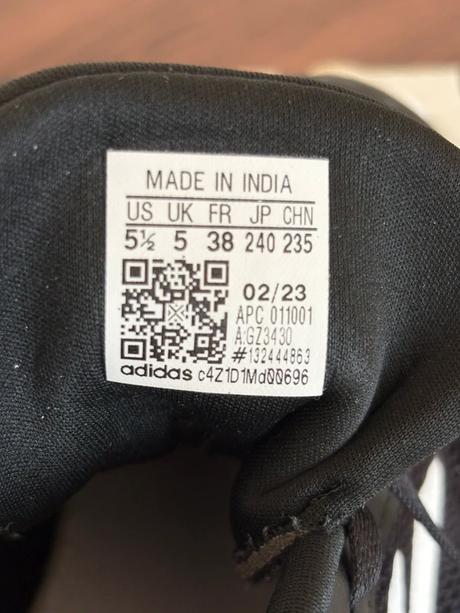 MADE IN INDIA
US UK FR JP CHN
5½ 5 38 240 235
02/23
APC 011001
A:GZ3430
#132444863
adidas c4Z1D1Md00696